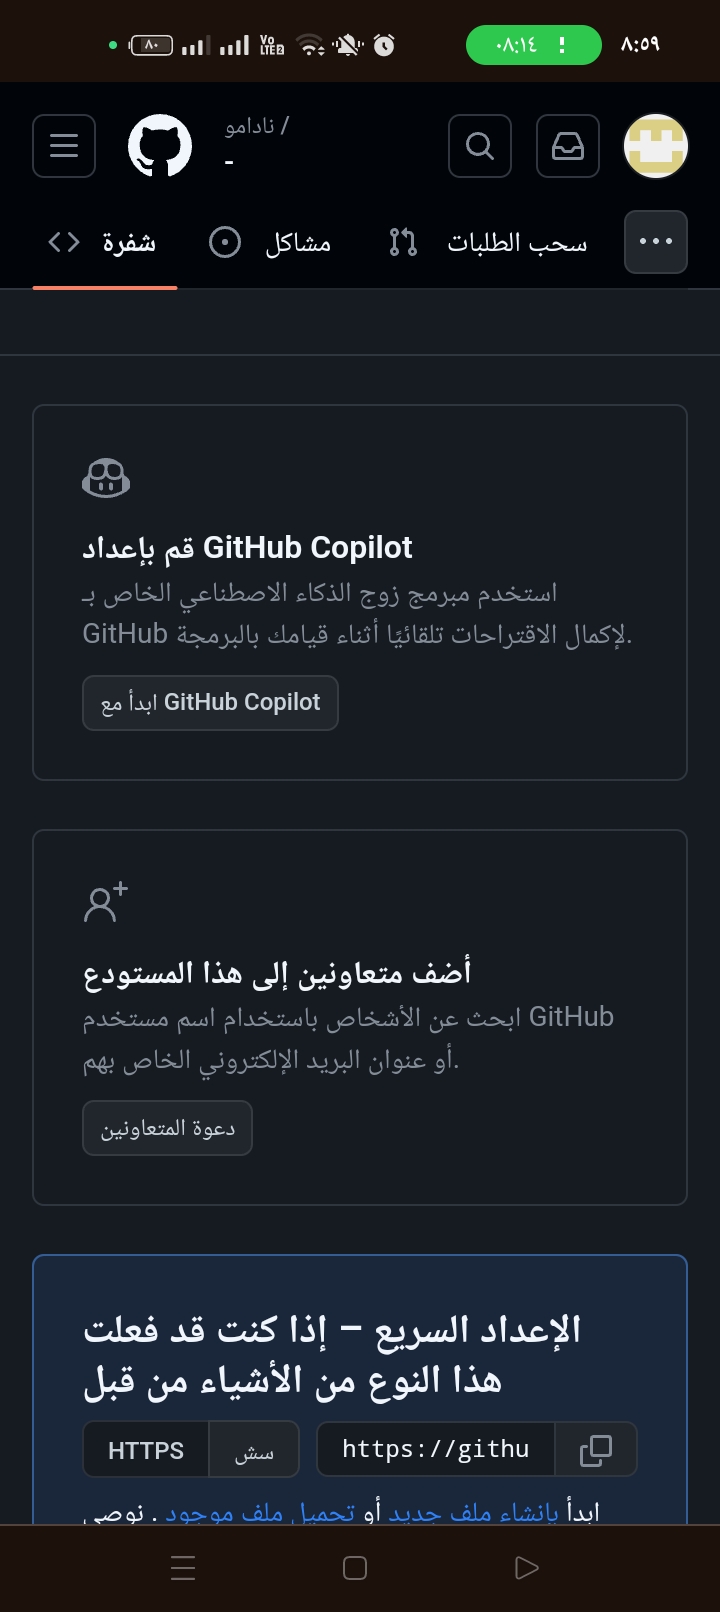 ٨٠
Vo
LTE2
٠٨:١٤
٨:٥٩
نادامو /
-
شفرة
مشاكل
سحب الطلبات
قم بإعداد GitHub Copilot
استخدم مبرمج زوج الذكاء الاصطناعي الخاص بـ
GitHub لإكمال الاقتراحات تلقائيًا أثناء قيامك بالبرمجة.
ابدأ مع GitHub Copilot
أضف متعاونين إلى هذا المستودع
ابحث عن الأشخاص باستخدام اسم مستخدم GitHub
أو عنوان البريد الإلكتروني الخاص بهم.
دعوة المتعاونين
الإعداد السريع – إذا كنت قد فعلت
هذا النوع من الأشياء من قبل
HTTPS
سش
https://githu
ابدأ بإنشاء ملف جديد أو تحميل ملف موجود . نوصي